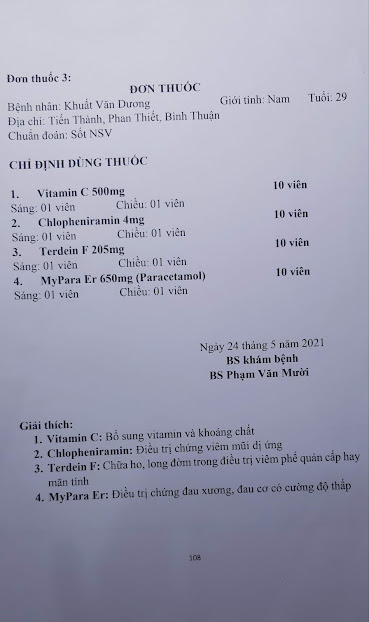 Đơn thuốc 3:
ĐƠN THUỐC
Bệnh nhân: Khuất Văn Dương Giới tính: Nam Tuổi: 29
Địa chỉ: Tiến Thành, Phan Thiết, Bình Thuận
Chuẩn đoán: Sốt NSV
CHỈ ĐỊNH DÙNG THUỐC
1. Vitamin C 500mg 10 viên
Sáng: 01 viên Chiều: 01 viên
2. Chlopheniramin 4mg 10 viên
Sáng: 01 viên Chiều: 01 viên
3. Terdein F 205mg 10 viên
Sáng: 01 viên Chiều: 01 viên
4. MyPara Er 650mg (Paracetamol) 10 viên
Sáng: 01 viên Chiều: 01 viên
Ngày 24 tháng 5 năm 2021
BS khám bệnh
BS Phạm Văn Mười
Giải thích:
1. Vitamin C: Bổ sung vitamin và khoáng chất
2. Chlopheniramin: Điều trị chứng viêm mũi dị ứng
3. Terdein F: Chữa ho, long đờm trong điều trị viêm phế quản cấp hay
mãn tính
4. MyPara Er: Điều trị chứng đau xương, đau cơ có cường độ thấp
108